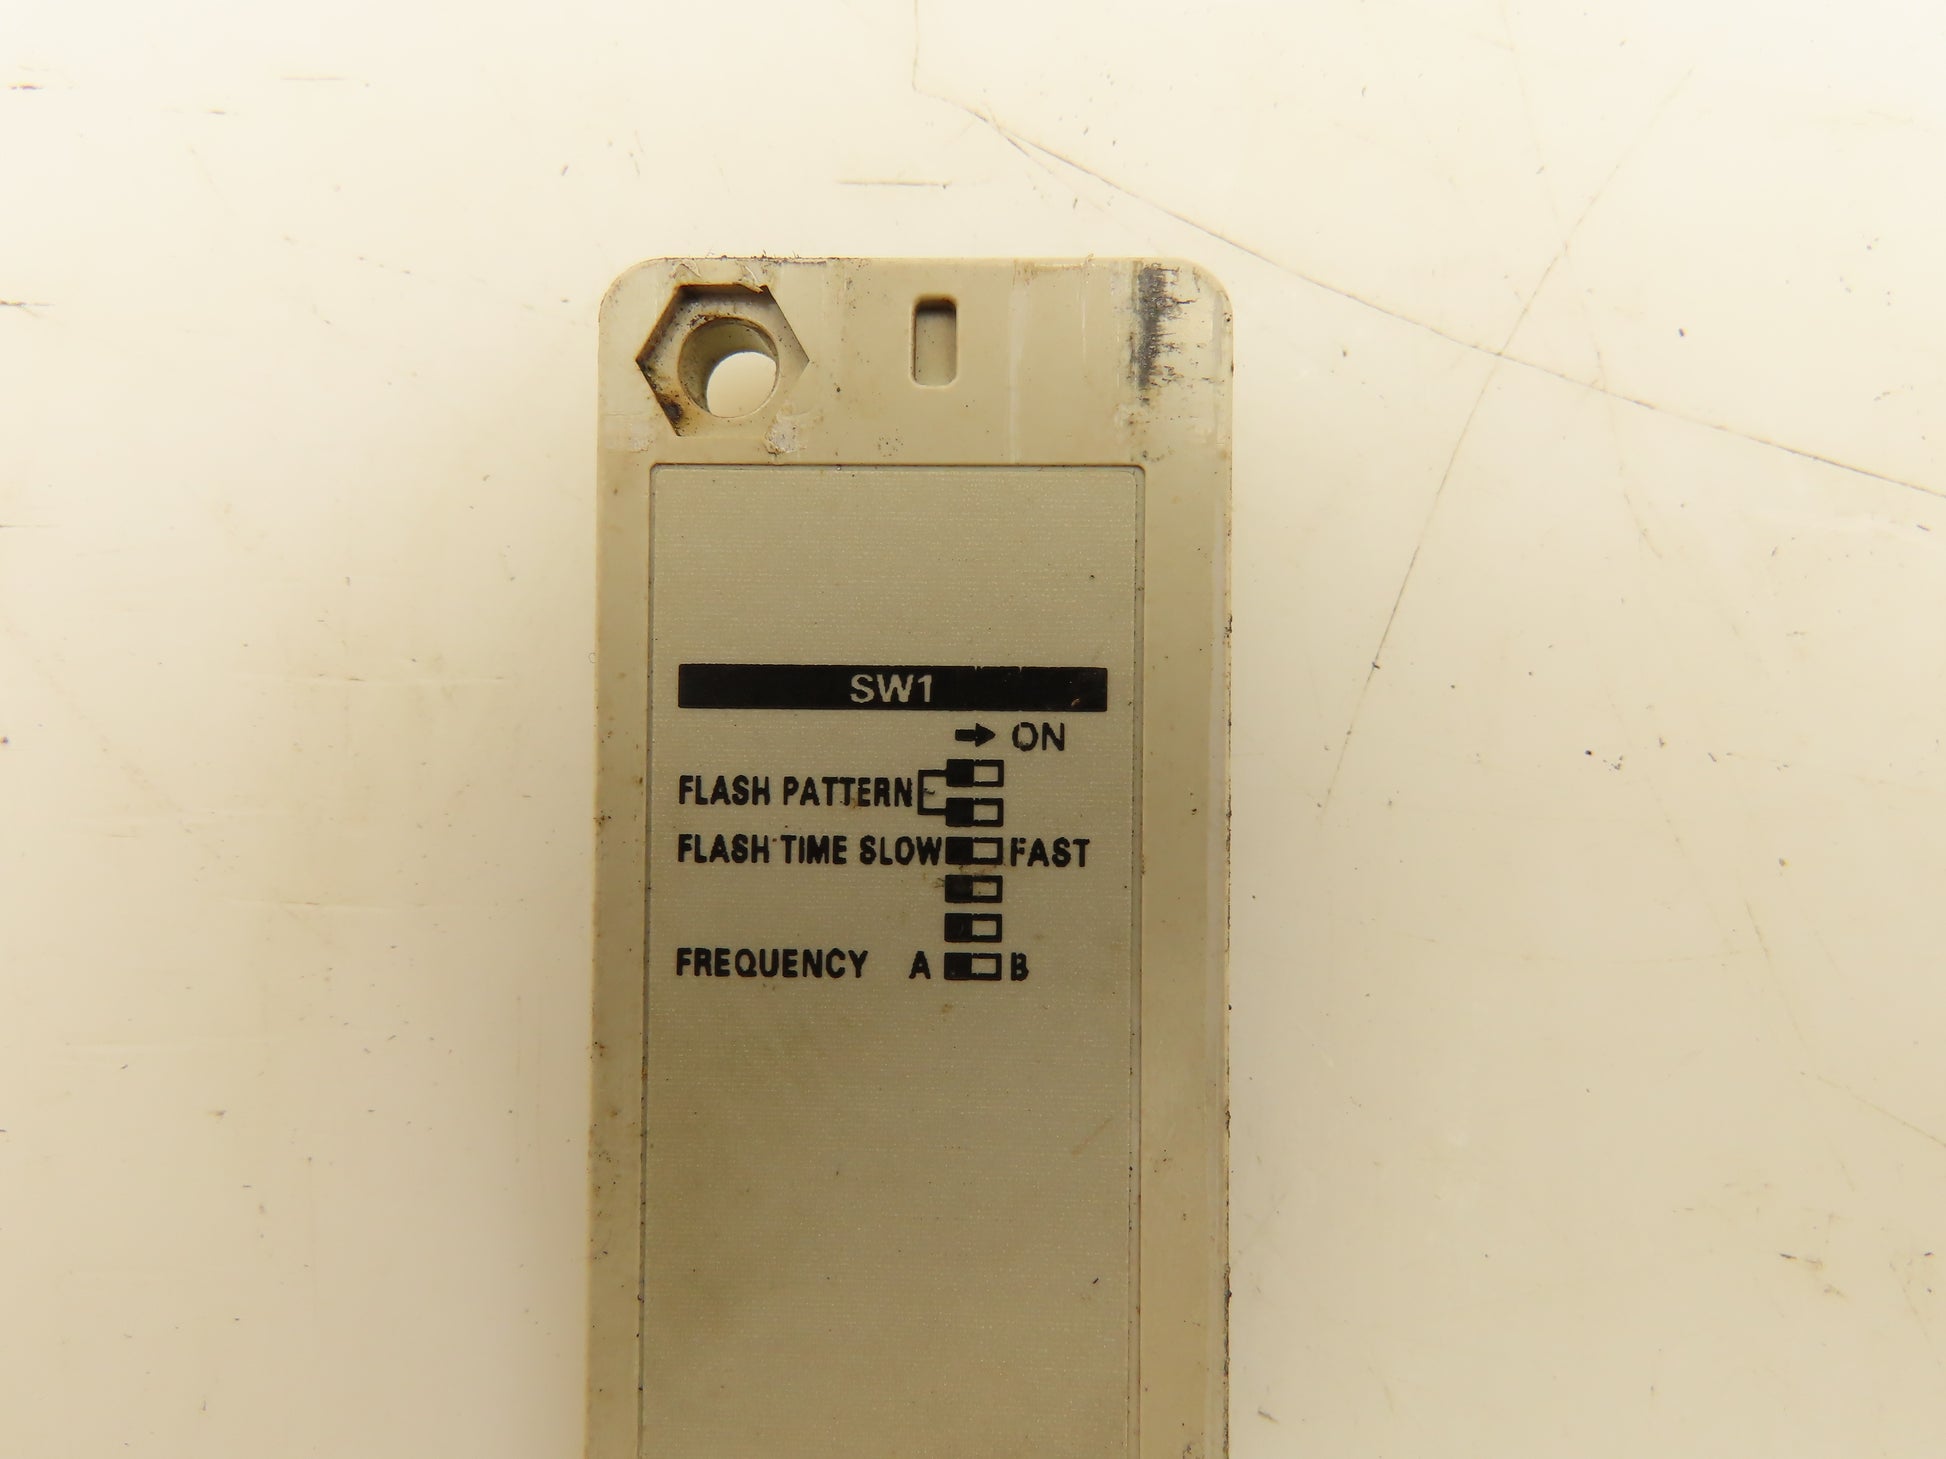 SW1
→ ON
FLASH PATTERN
FLASH TIME SLOW FAST
FREQUENCY A B